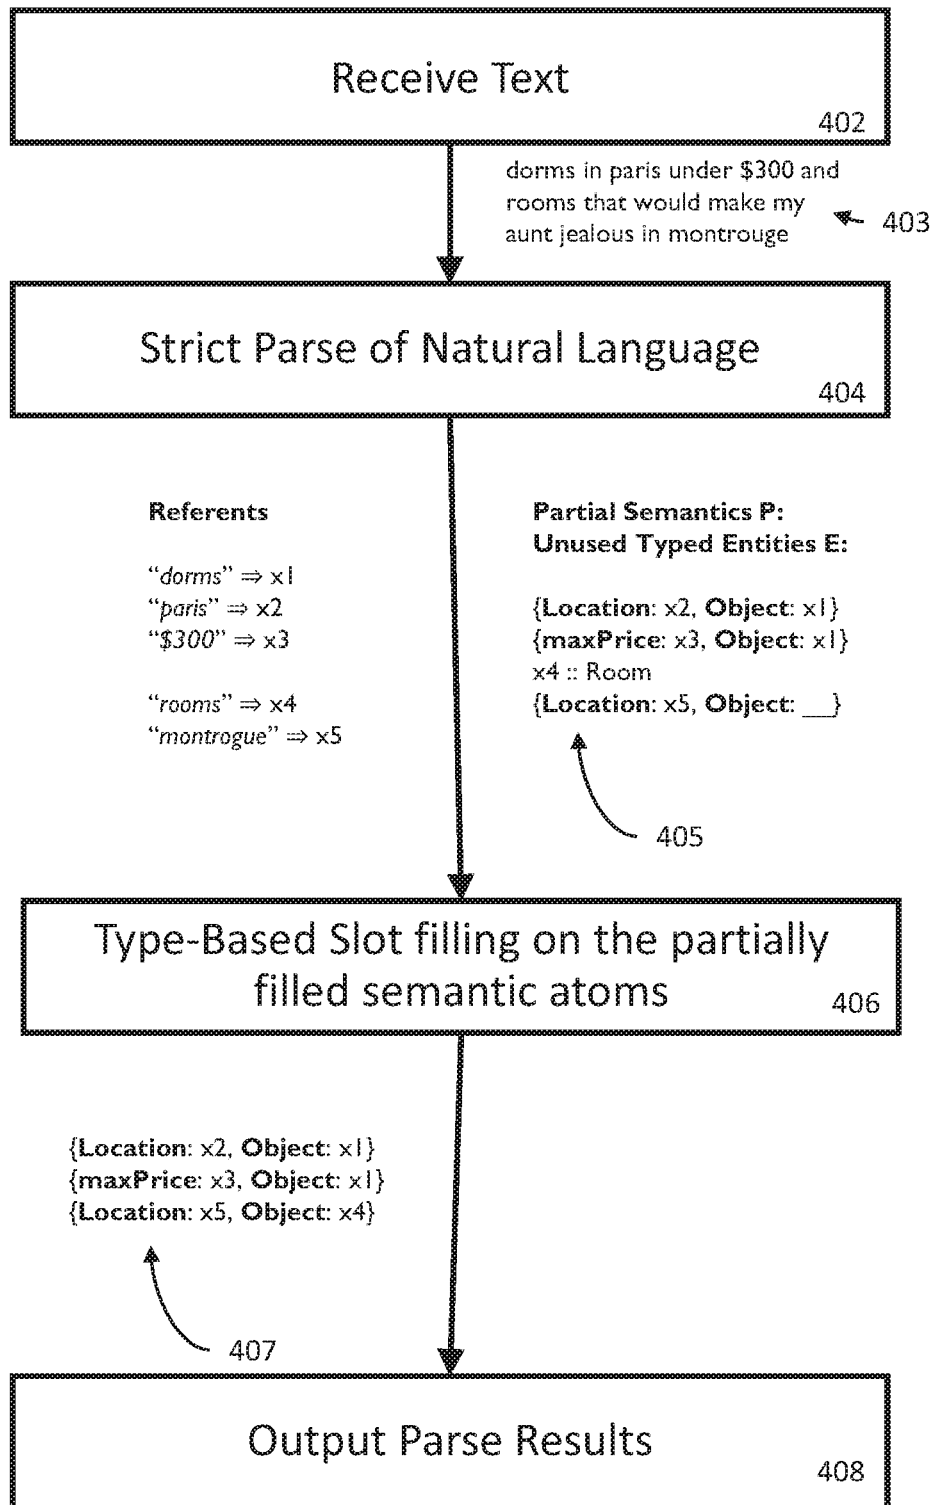 Receive Text
402
dorms in paris under $300 and
rooms that would make my
aunt jealous in montrouge
403
Strict Parse of Natural Language
404
Referents
“dorms” ⇒ x1
“paris” ⇒ x2
“$300” ⇒ x3
“rooms” ⇒ x4
“montrogue” ⇒ x5
Partial Semantics P:
Unused Typed Entities E:
{Location: x2, Object: x1}
{maxPrice: x3, Object: x1}
x4 :: Room
{Location: x5, Object: __}
405
Type-Based Slot filling on the partially
filled semantic atoms
406
{Location: x2, Object: x1}
{maxPrice: x3, Object: x1}
{Location: x5, Object: x4}
407
Output Parse Results
408